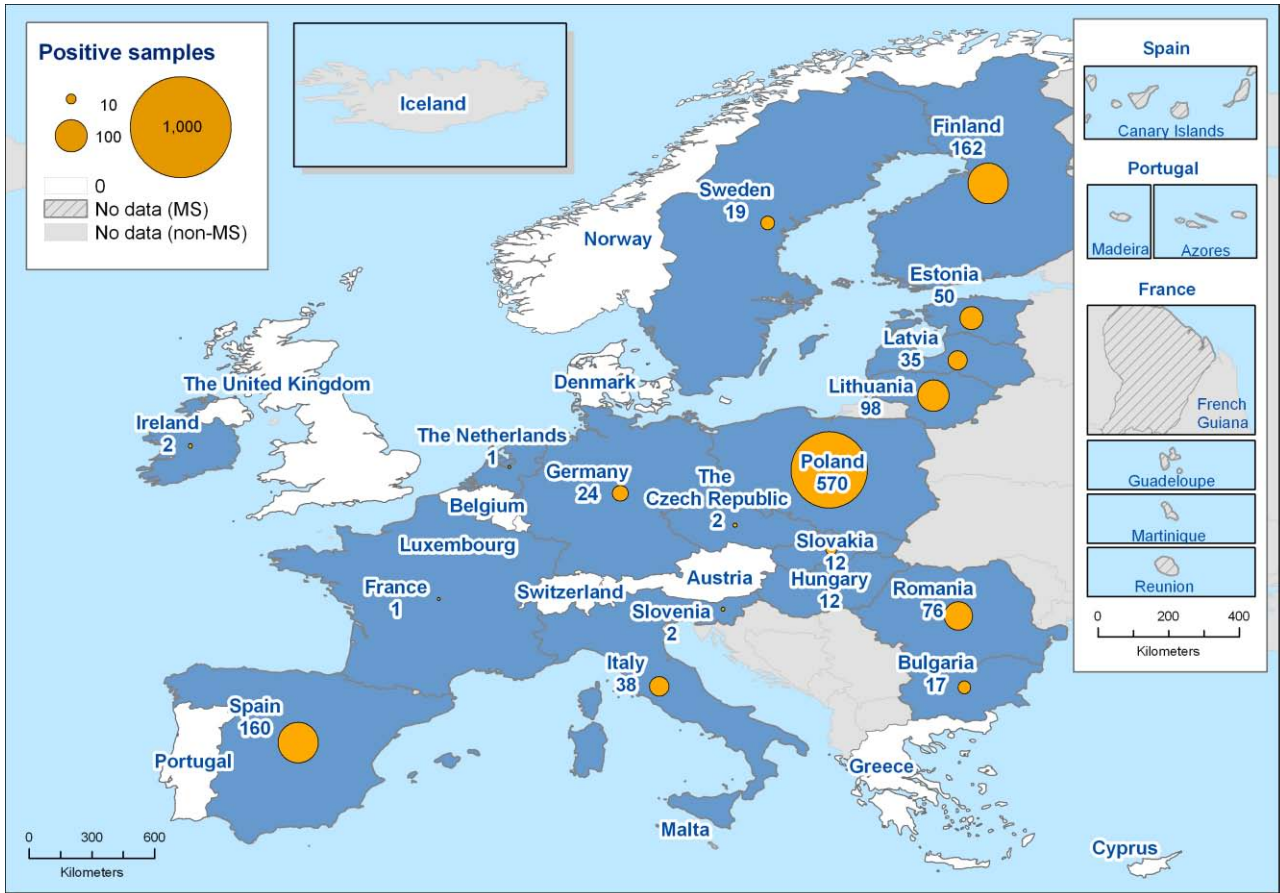 Positive samples
10
100
1,000
0
No data (MS)
No data (non-MS)
Iceland
Finland
162
Sweden
19
Norway
Estonia
50
Latvia
35
Lithuania
98
Denmark
The United Kingdom
Ireland
2
The Netherlands
1
Germany
24
Belgium
Luxembourg
The
Czech Republic
2
Poland
570
Slovakia
12
Hungary
12
Austria
Switzerland
Slovenia
2
France
1
Romania
76
Bulgaria
17
Italy
38
Spain
160
Portugal
Greece
Malta
Cyprus
0 300 600
Kilometers
Spain
Canary Islands
Portugal
Madeira
Azores
France
French
Guiana
Guadeloupe
Martinique
Reunion
0 200 400
Kilometers